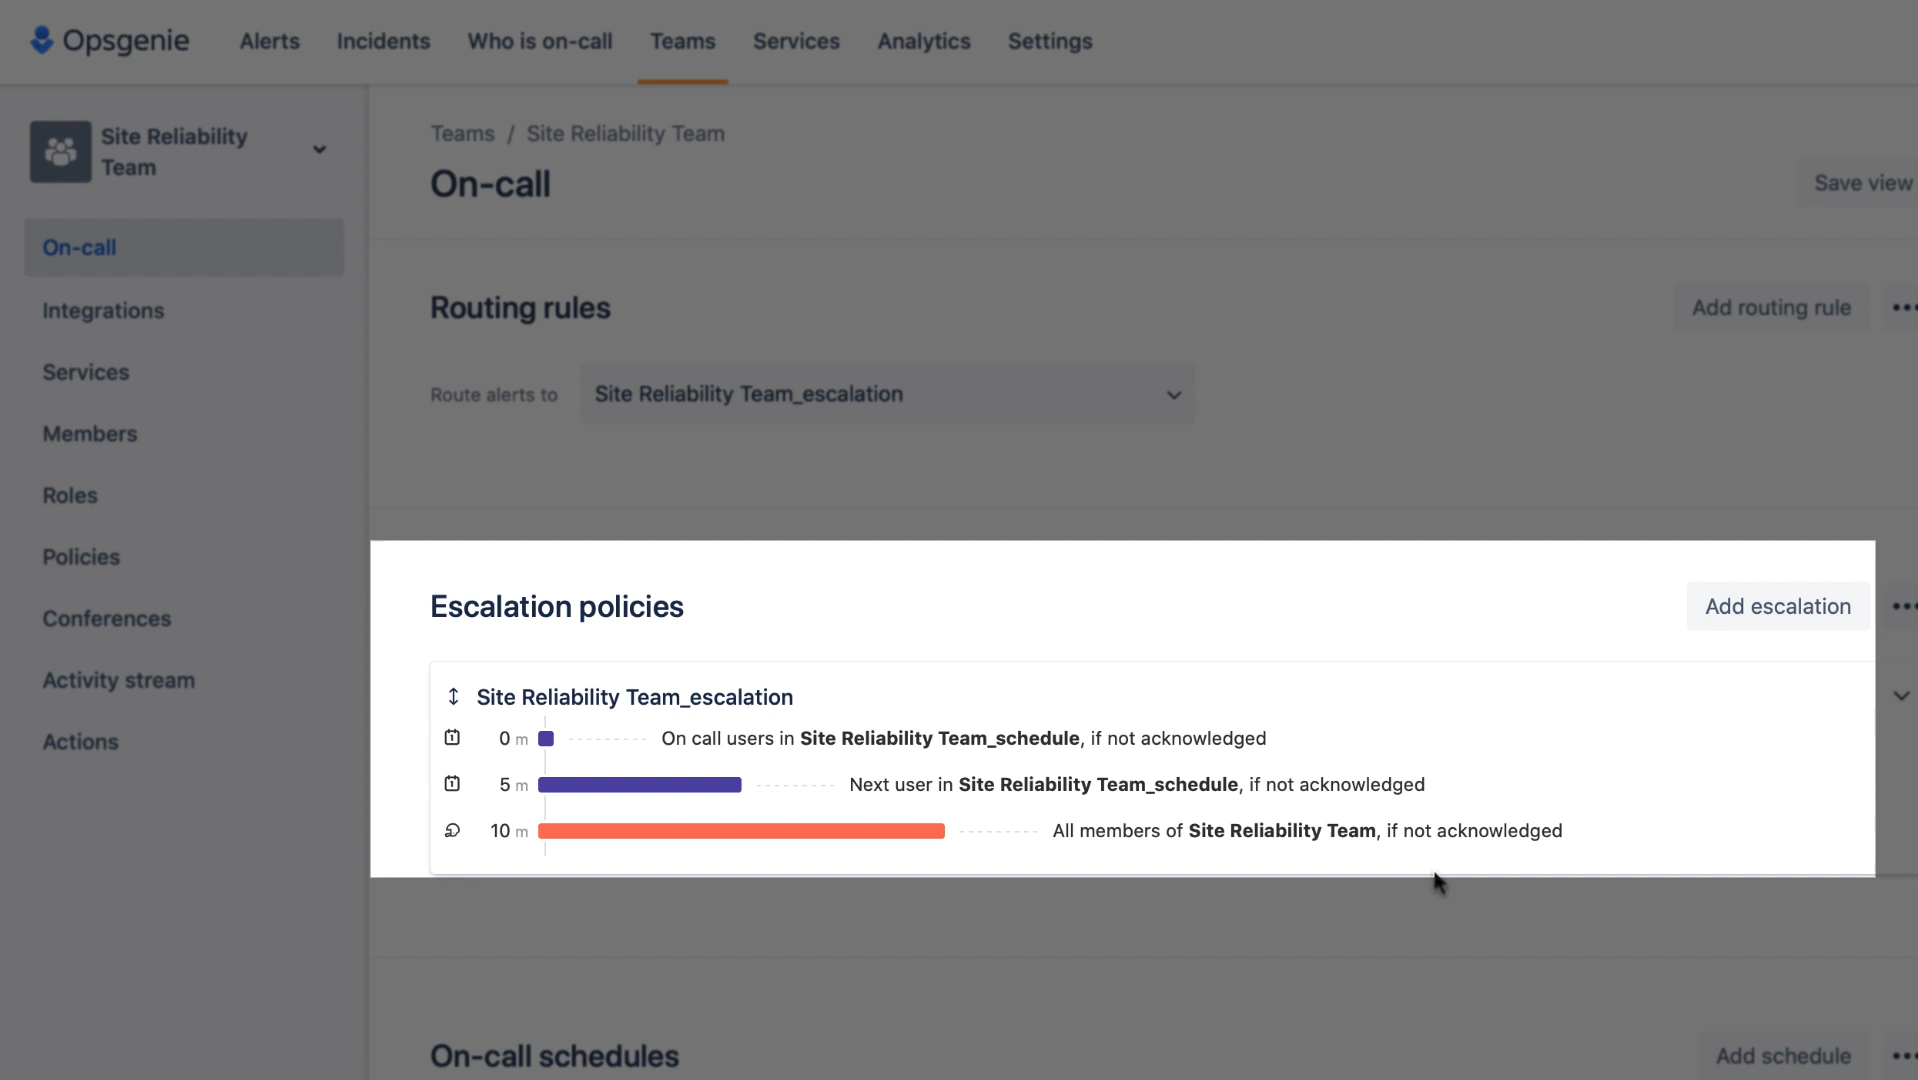 Opsgenie Alerts Incidents Who is on-call Teams Services Analytics Settings
Site Reliability
Team
On-call
Integrations
Services
Members
Roles
Policies
Conferences
Activity stream
Actions
Teams / Site Reliability Team
On-call
Save view
Routing rules
Add routing rule
Route alerts to Site Reliability Team_escalation
Escalation policies
Add escalation
Site Reliability Team_escalation
0 m On call users in Site Reliability Team_schedule, if not acknowledged
5 m Next user in Site Reliability Team_schedule, if not acknowledged
10 m All members of Site Reliability Team, if not acknowledged
On-call schedules
Add schedule